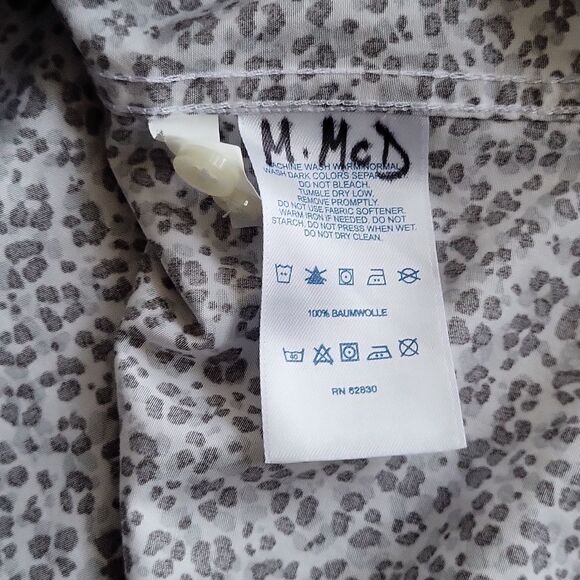 M. McD
MACHINE WASH WARM NORMAL.
WASH DARK COLORS SEPARATE
DO NOT BLEACH.
TUMBLE DRY LOW.
REMOVE PROMPTLY.
DO NOT USE FABRIC SOFTENER.
WARM IRON IF NEEDED. DO NOT
STARCH. DO NOT PRESS WHEN WET.
DO NOT DRY CLEAN.
100% BAUMWOLLE
40
RN 62830